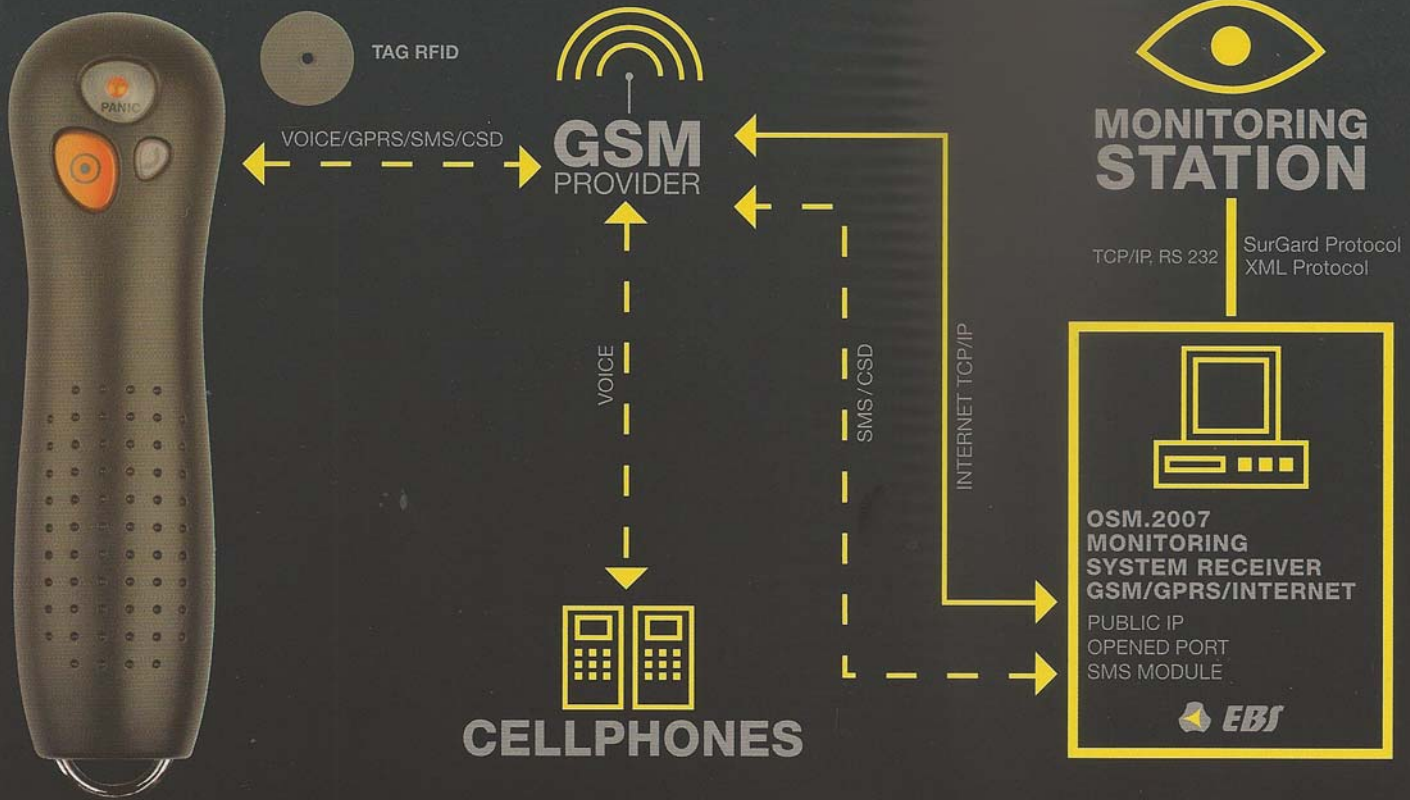 PANIC
TAG RFID
VOICE/GPRS/SMS/CSD
GSM
PROVIDER
VOICE
CELLPHONES
SMS/CSD
INTERNET TCP/IP
MONITORING
STATION
TCP/IP, RS 232
SurGard Protocol
XML Protocol
OSM.2007
MONITORING
SYSTEM RECEIVER
GSM/GPRS/INTERNET
PUBLIC IP
OPENED PORT
SMS MODULE
EBS